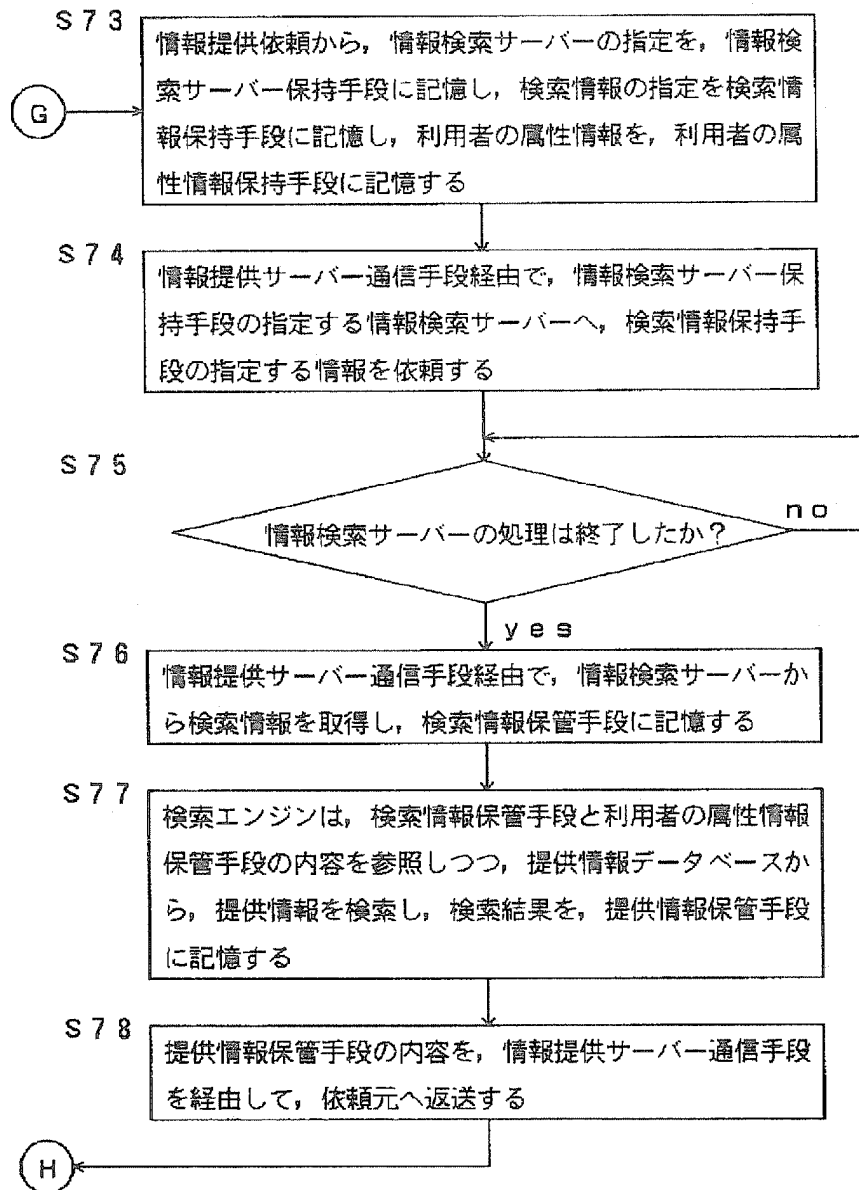 S73
情報提供依頼から，情報検索サーバーの指定を，情報検
索サーバー保持手段に記憶し，検索情報の指定を検索情
報保持手段に記憶し，利用者の属性情報を，利用者の属
性情報保持手段に記憶する
G
S74
情報提供サーバー通信手段経由で，情報検索サーバー保
持手段の指定する情報検索サーバーへ，検索情報保持手
段の指定する情報を依頼する
S75
情報検索サーバーの処理は終了したか？
no
yes
S76
情報提供サーバー通信手段経由で，情報検索サーバーか
ら検索情報を取得し，検索情報保管手段に記憶する
S77
検索エンジンは，検索情報保管手段と利用者の属性情報
保管手段の内容を参照しつつ，提供情報データベースか
ら，提供情報を検索し，検索結果を，提供情報保管手段
に記憶する
S78
提供情報保管手段の内容を，情報提供サーバー通信手段
を経由して，依頼元へ返送する
H